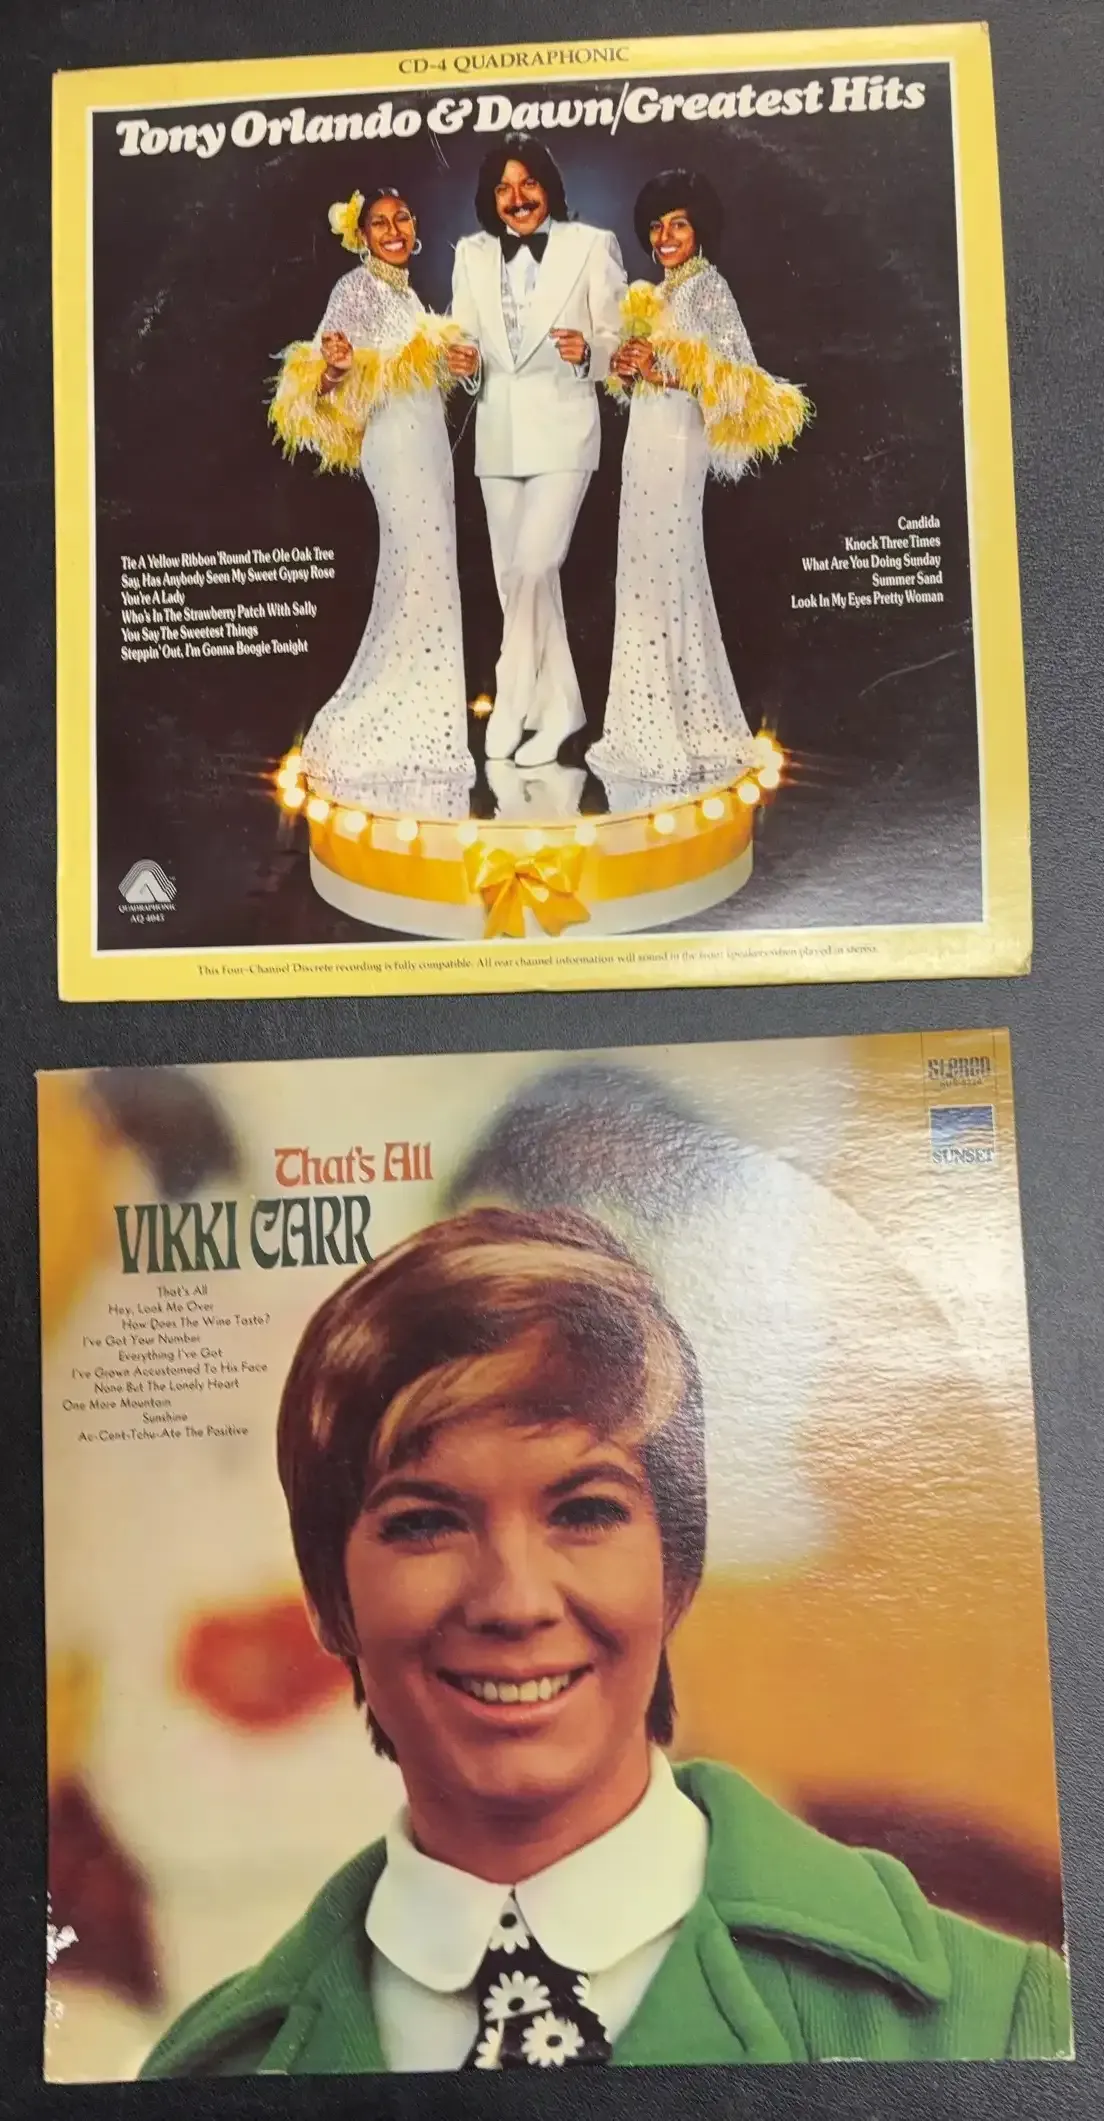 CD-4 QUADRAPHONIC
Tony Orlando & Dawn/Greatest Hits
Tie A Yellow Ribbon 'Round The Ole Oak Tree
Say, Has Anybody Seen My Sweet Gypsy Rose
You're A Lady
Who's In The Strawberry Patch With Sally
You Say The Sweetest Things
Steppin' Out, I'm Gonna Boogie Tonight
Candida
Knock Three Times
What Are You Doing Sunday
Summer Sand
Look In My Eyes Pretty Woman
TM
QUADRAPHONIC
AQ 4045
This Four-Channel Discrete recording is fully compatible. All rear channel information will sound in the front speakers when played in stereo.
STEREO
SUNSET
That's All
VIKKI CARR
That's All
Hey, Look Me Over
How Does The Wine Taste?
I've Got Your Number
Everything I've Got
I've Grown Accustomed To His Face
None But The Lonely Heart
One More Mountain
Sunshine
Ac-Cent-Tchu-Ate The Positive